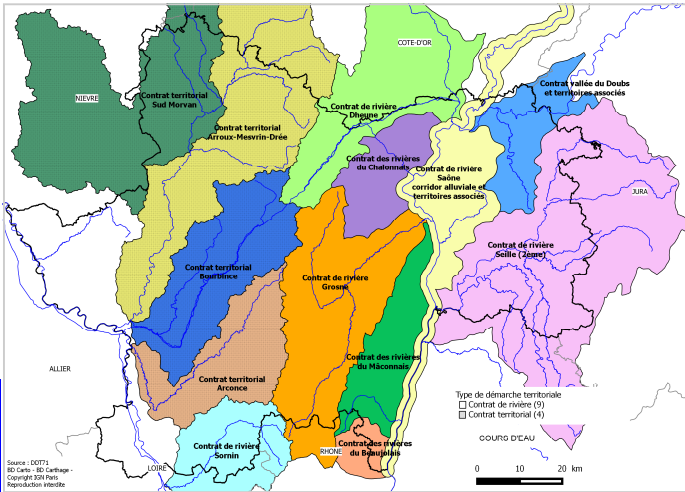 COTE-D'OR
NIEVRE
Contrat territorial
Sud Morvan
Contrat vallée du Doubs
et territoires associés
Contrat de rivière
Dheune
Contrat territorial
Arroux-Mesvrin-Drée
Contrat des rivières
du Chalonnais
Contrat de rivière
Saône
corridor alluviale et
territoires associés
JURA
Contrat de rivière
Seille (2ème)
Contrat territorial
Bourbince
Contrat de rivière
Grosne
Contrat des rivières
du Mâconnais
ALLIER
Contrat territorial
Arconce
Type de démarche territoriale
Contrat de rivière (9)
Contrat territorial (4)
COURS D'EAU
Contrat de rivière
Sornin
RHONE
Contrat des rivières
du Beaujolais
LOIRE
Source : DDT71
BD Carto - BD Carthage -
Copyright IGN Paris
Reproduction interdite
0 10 20 km